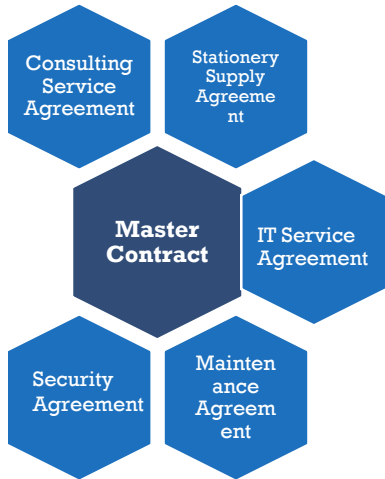 Consulting
Service
Agreement
Stationery
Supply
Agreeme
nt
Master
Contract
IT Service
Agreement
Security
Agreement
Mainten
ance
Agreem
ent